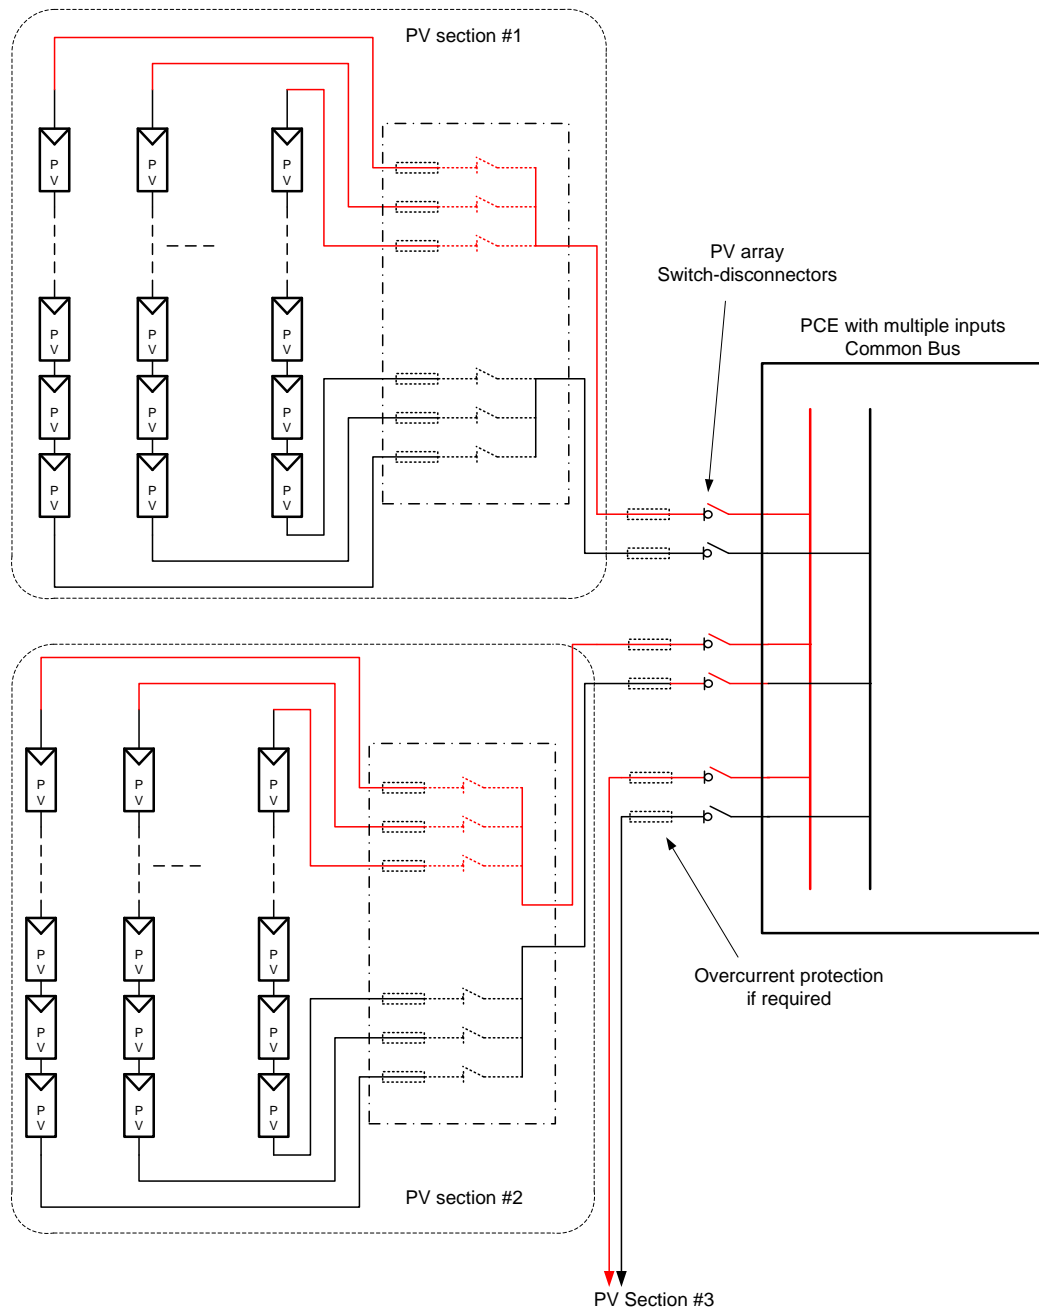 PV section #1
P
V
P
V
P
V
P
V
P
V
P
V
P
V
P
V
P
V
P
V
P
V
P
V
PV array
Switch-disconnectors
PCE with multiple inputs
Common Bus
P
V
P
V
P
V
P
V
P
V
P
V
P
V
P
V
P
V
P
V
P
V
P
V
Overcurrent protection
if required
PV section #2
PV Section #3